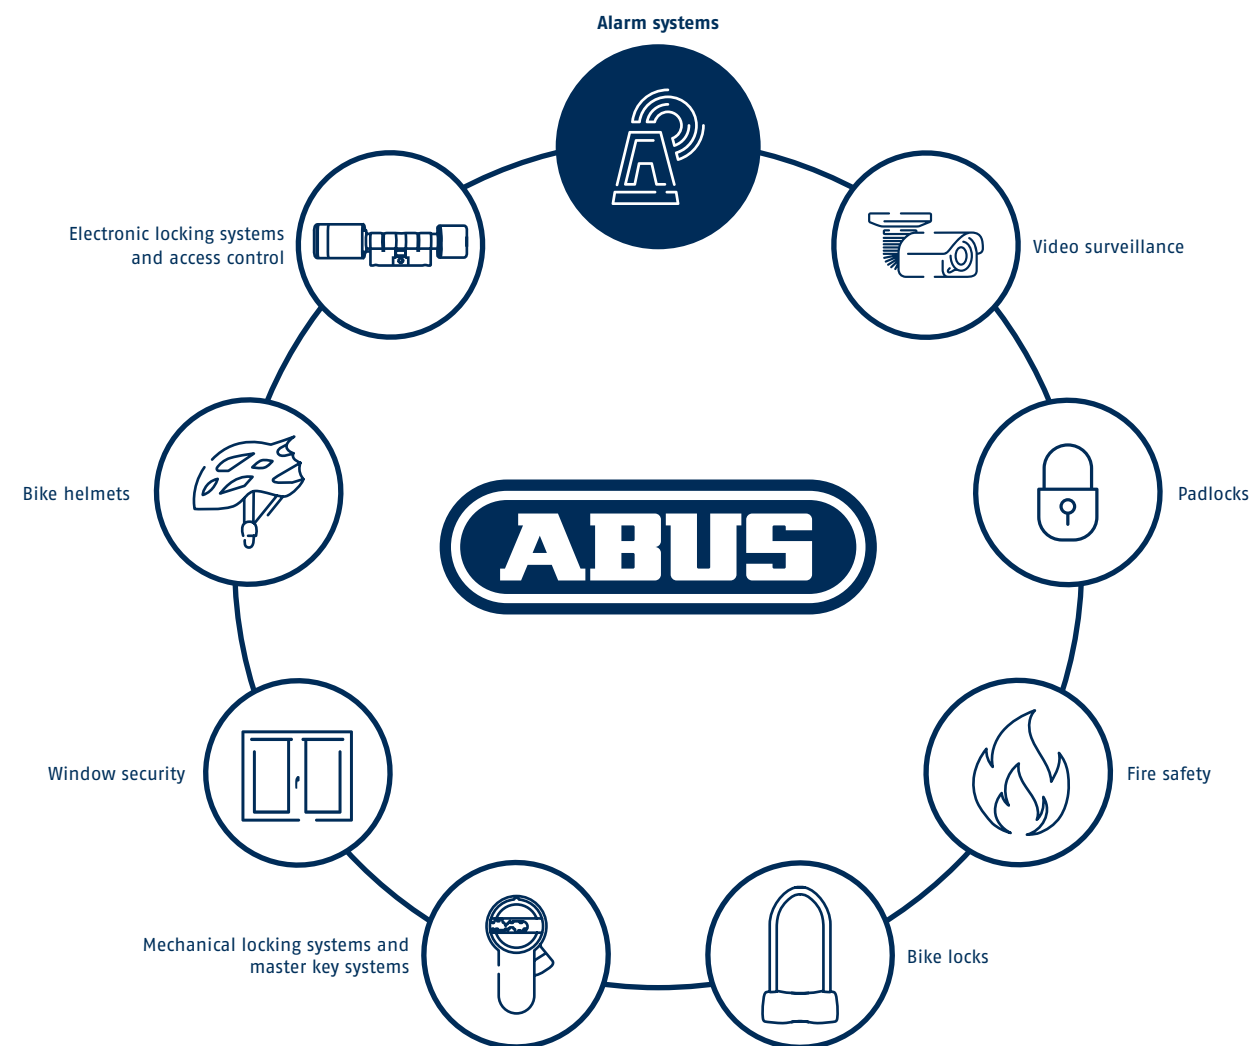 Alarm systems
Electronic locking systems
and access control
Video surveillance
Bike helmets
Padlocks
ABUS
Window security
Fire safety
Mechanical locking systems and
master key systems
Bike locks